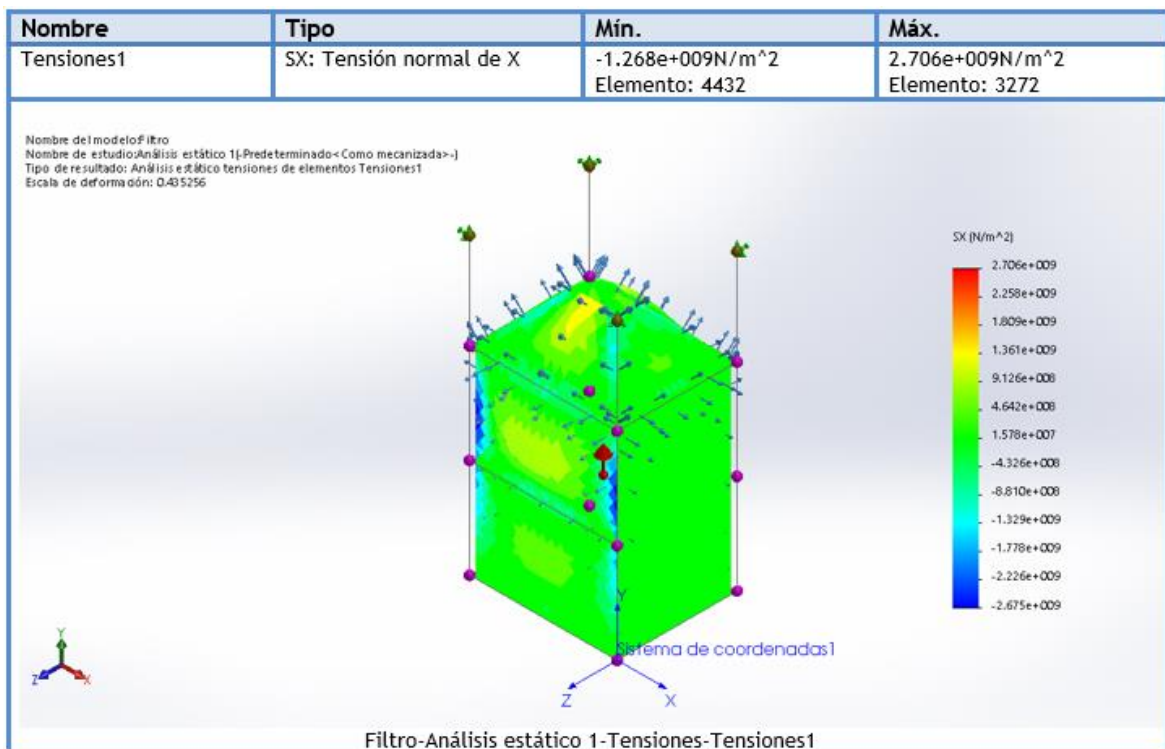 Nombre Tipo Mín. Máx.
Tensiones1 SX: Tensión normal de X -1.268e+009N/m^2 2.706e+009N/m^2
Elemento: 4432 Elemento: 3272
Nombre del modelo:Filtro
Nombre de estudio:Análisis estático 1(-Predeterminado<Como mecanizada>-)
Tipo de resultado: Análisis estático tensiones de elementos Tensiones1
Escala de deformación: 0.435256
SX (N/m^2)
2.706e+009
2.258e+009
1.809e+009
1.361e+009
9.126e+008
4.642e+008
1.578e+007
-4.326e+008
-8.810e+008
-1.329e+009
-1.778e+009
-2.226e+009
-2.675e+009
Y
Sistema de coordenadas1
Z X
Y
Z X
Filtro-Análisis estático 1-Tensiones-Tensiones1